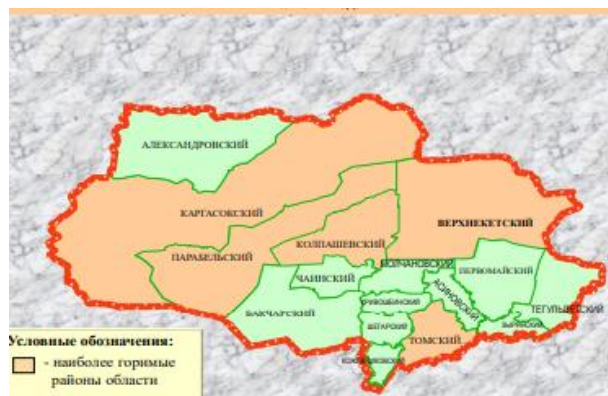 АЛЕКСАНДРОВСКИЙ
КАРГАСОКСКИЙ
ВЕРХНЕКЕТСКИЙ
КОЛПАШЕВСКИЙ
ПАРАБЕЛЬСКИЙ
МОЛЧАНОВСКИЙ
ПЕРВОМАЙСКИЙ
ЧАИНСКИЙ
АСИНОВСКИЙ
КРИВОШЕИНСКИЙ
ТЕГУЛЬДЕТСКИЙ
БАКЧАРСКИЙ
ШЕГАРСКИЙ
ЗЫРЯНСКИЙ
ТОМСКИЙ
КОЖЕВНИКОВСКИЙ
Условные обозначения:
- наиболее горимые
районы области